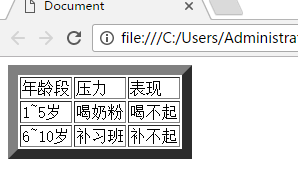 Document
file:///C:/Users/Administra
年龄段 压力 表现
1~5岁 喝奶粉 喝不起
6~10岁 补习班 补不起